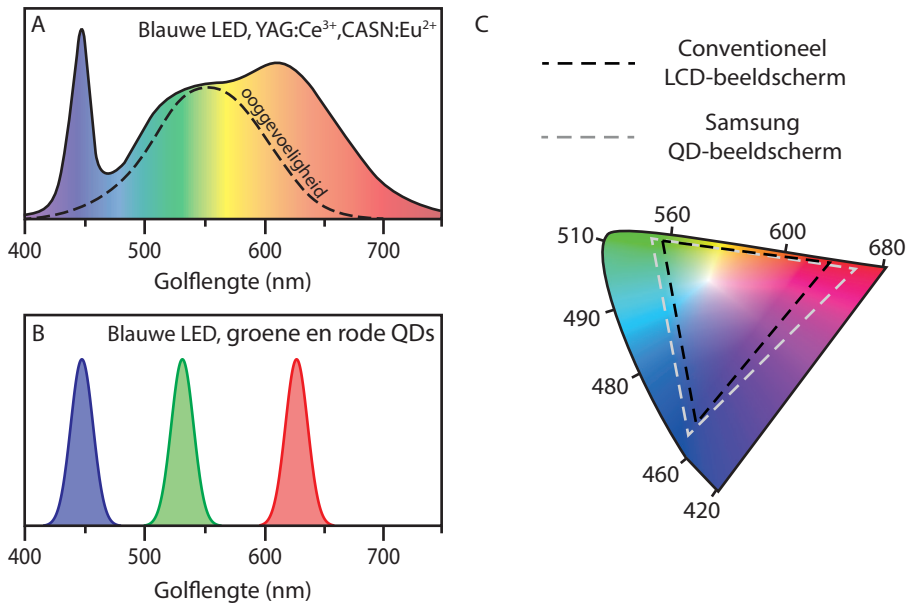 A
Blauwe LED, YAG:Ce³⁺,CASN:Eu²⁺
ooggevoeligheid
400 500 600 700
Golflengte (nm)
B
Blauwe LED, groene en rode QDs
400 500 600 700
Golflengte (nm)
C
Conventioneel
LCD-beeldscherm
Samsung
QD-beeldscherm
510
560
600
680
490
480
460
420